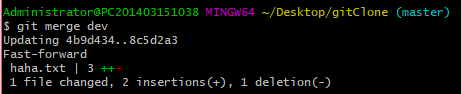 Administrator@PC201403151038 MINGW64 ~/Desktop/gitClone (master)
$ git merge dev
Updating 4b9d434..8c5d2a3
Fast-forward
 haha.txt | 3 ++-
 1 file changed, 2 insertions(+), 1 deletion(-)